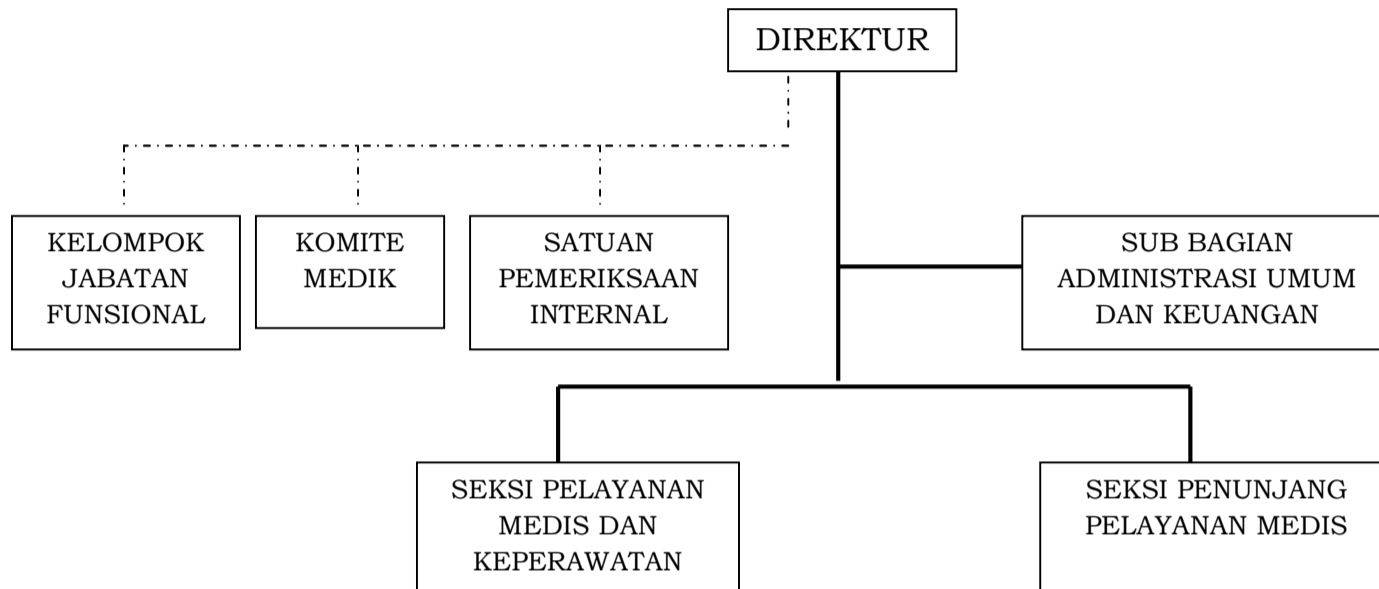 DIREKTUR
KELOMPOK
JABATAN
FUNSIONAL
KOMITE
MEDIK
SATUAN
PEMERIKSAAN
INTERNAL
SUB BAGIAN
ADMINISTRASI UMUM
DAN KEUANGAN
SEKSI PELAYANAN
MEDIS DAN
KEPERAWATAN
SEKSI PENUNJANG
PELAYANAN MEDIS